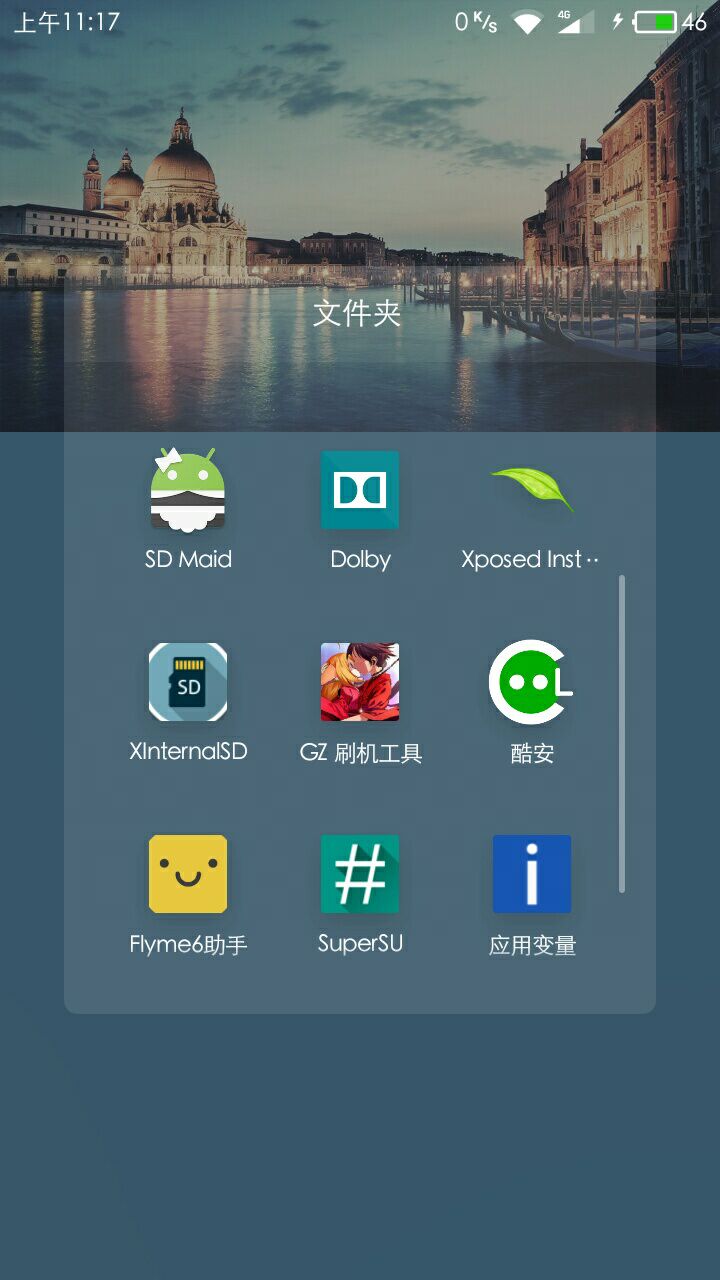 上午11:17 0 K/s 4G 46
文件夹
SD Maid Dolby Xposed Inst··
SD
XInternalSD GZ 刷机工具 酷安
Flyme6助手 SuperSU 应用变量